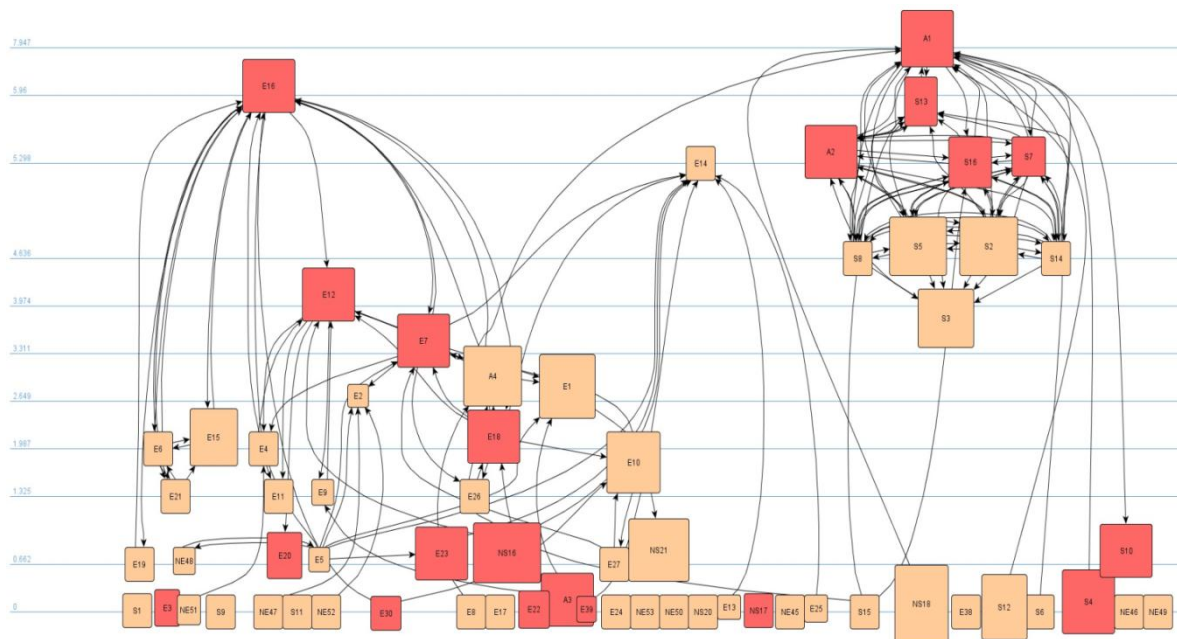 7.947
A1
E16
5.96
S13
A2
S16
S7
5.298
E14
S5
S2
S8
S14
4.636
E12
3.974
S3
E7
3.311
A4
E1
2.649
E2
E18
1.987
E6
E15
E4
E10
E21
E11
E9
E26
1.325
E19
NE48
E20
E5
E23
NS16
E27
NS21
S10
0.662
0
S1
E3
NE51
S9
NE47
S11
NE52
E30
E8
E17
E22
A3
E39
E24
NE53
NE50
NS20
E13
NS17
NE45
E25
S15
NS18
E38
S12
S6
S4
NE46
NE49